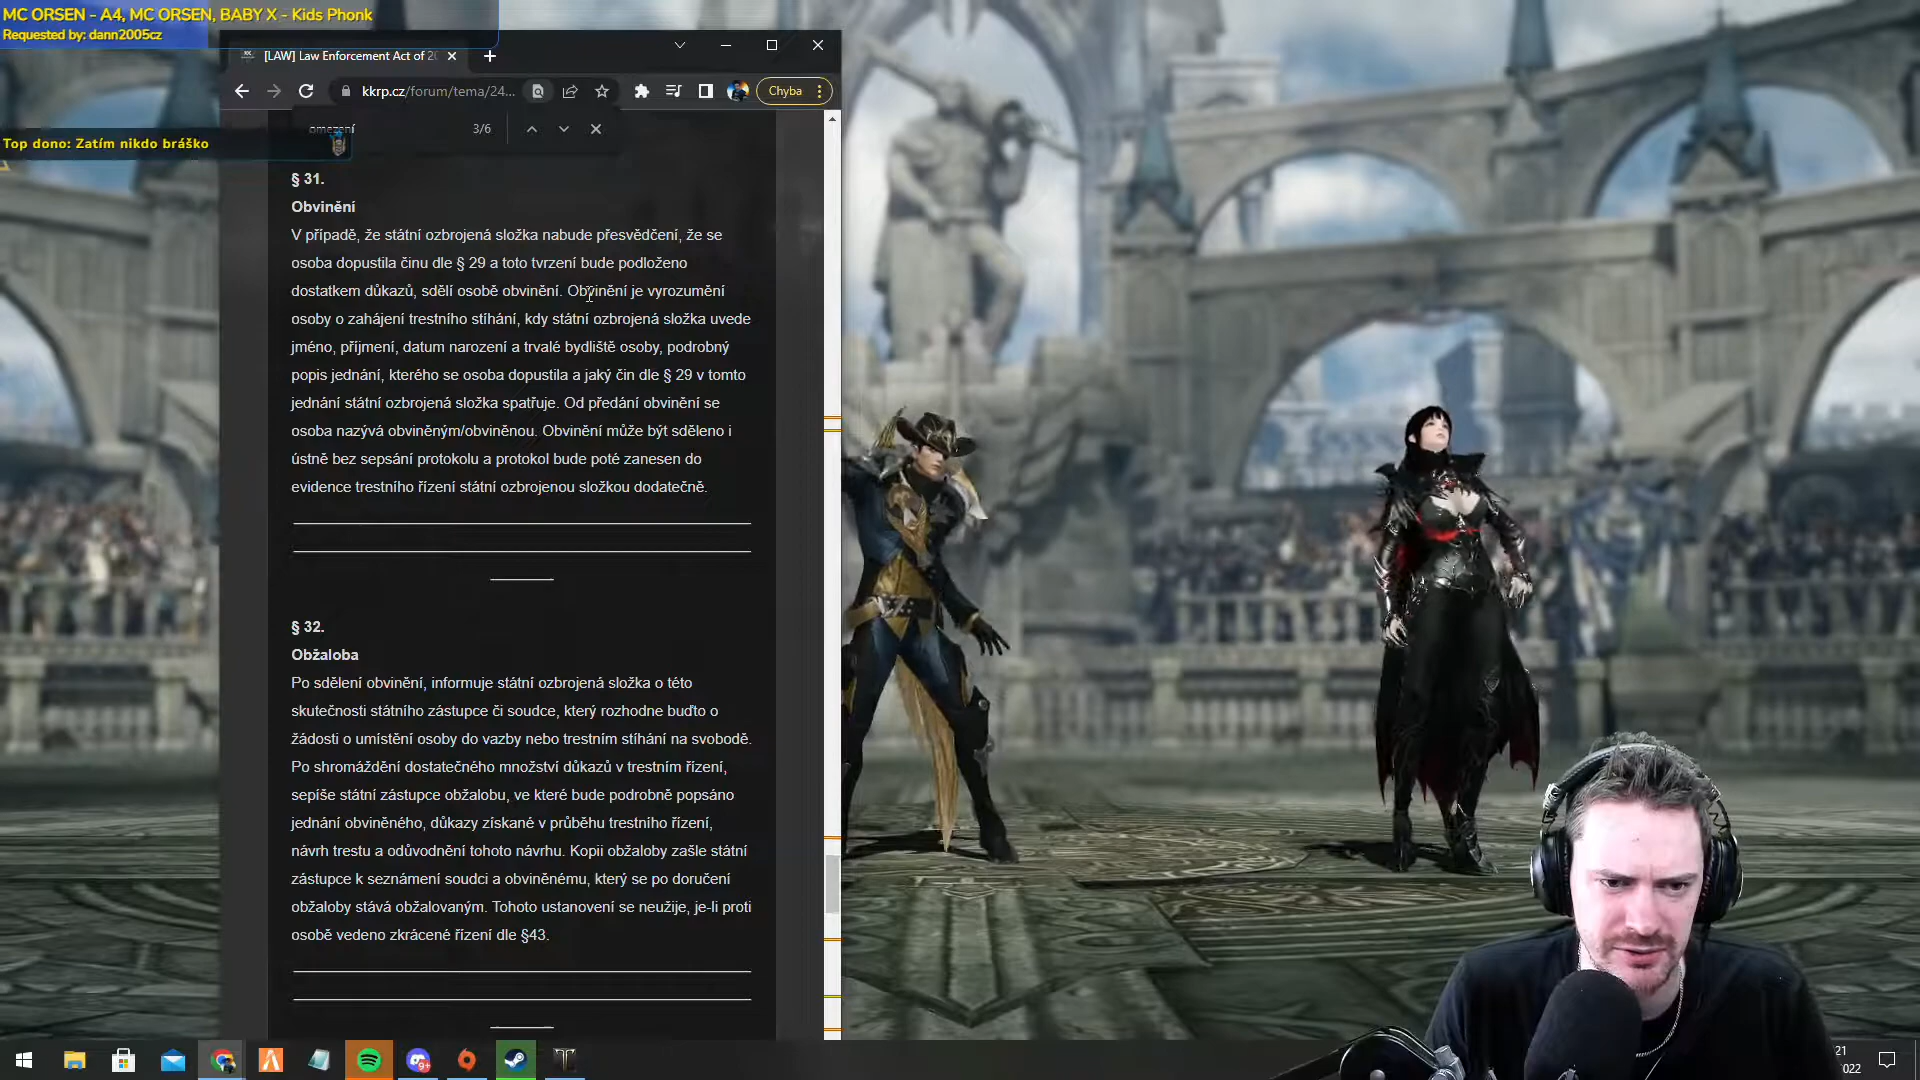 MC ORSEN - A4, MC ORSEN, BABY X - Kids Phonk
Requested by: dann2005cz
[LAW] Law Enforcement Act of 20
kkrp.cz/forum/tema/24...
Chyba
omezení
3/6
Top dono: Zatím nikdo bráško
§ 31.
Obvinění
V případě, že státní ozbrojená složka nabude přesvědčení, že se
osoba dopustila činu dle § 29 a toto tvrzení bude podloženo
dostatkem důkazů, sdělí osobě obvinění. Obvinění je vyrozumění
osoby o zahájení trestního stíhání, kdy státní ozbrojená složka uvede
jméno, příjmení, datum narození a trvalé bydliště osoby, podrobný
popis jednání, kterého se osoba dopustila a jaký čin dle § 29 v tomto
jednání státní ozbrojená složka spatřuje. Od předání obvinění se
osoba nazývá obviněným/obviněnou. Obvinění může být sděleno i
ústně bez sepsání protokolu a protokol bude poté zanesen do
evidence trestního řízení státní ozbrojenou složkou dodatečně.
§ 32.
Obžaloba
Po sdělení obvinění, informuje státní ozbrojená složka o této
skutečnosti státního zástupce či soudce, který rozhodne buďto o
žádosti o umístění osoby do vazby nebo trestním stíhání na svobodě.
Po shromáždění dostatečného množství důkazů v trestním řízení,
sepíše státní zástupce obžalobu, ve které bude podrobně popsáno
jednání obviněného, důkazy získané v průběhu trestního řízení,
návrh trestu a odůvodnění tohoto návrhu. Kopii obžaloby zašle státní
zástupce k seznámení soudci a obviněnému, který se po doručení
obžaloby stává obžalovaným. Tohoto ustanovení se neužije, je-li proti
osobě vedeno zkrácené řízení dle §43.
9+
21
022